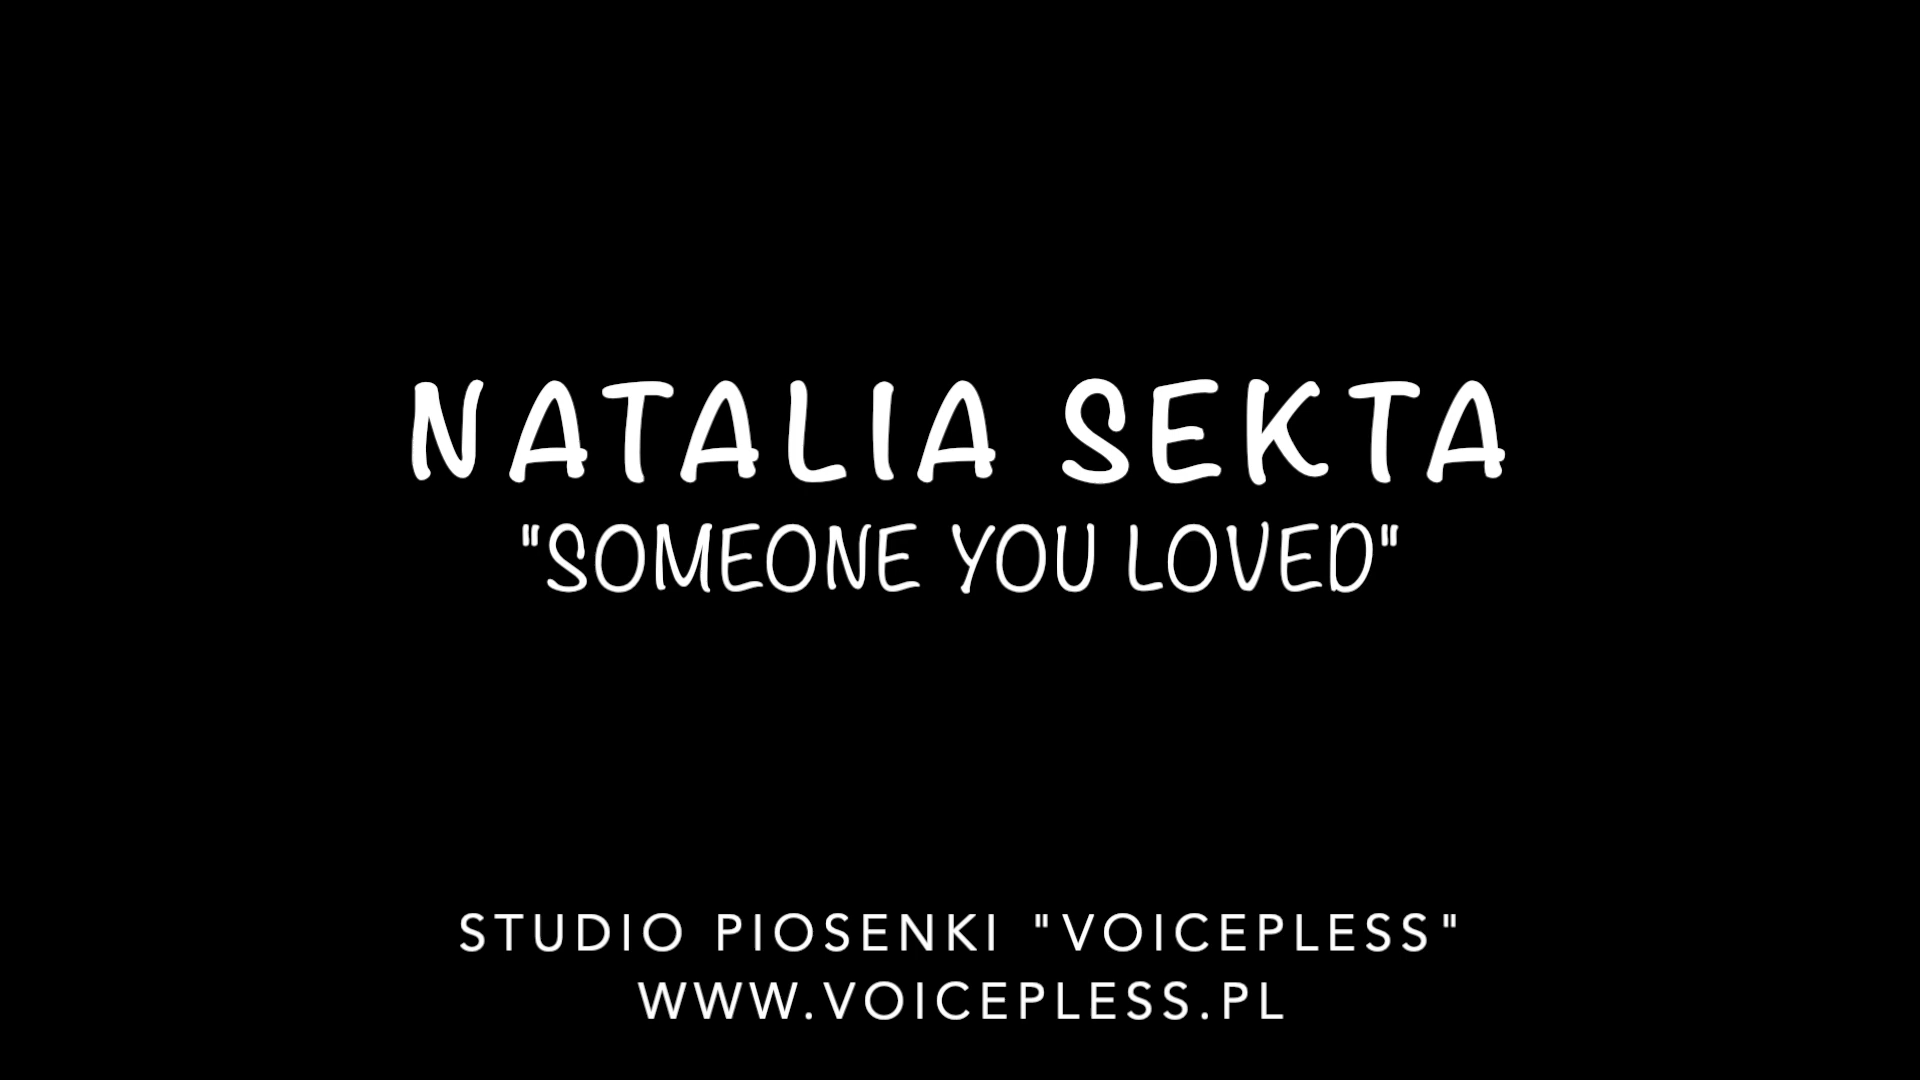 NATALIA SEKTA
"SOMEONE YOU LOVED"
STUDIO PIOSENKI "VOICEPLESS"
WWW.VOICEPLESS.PL